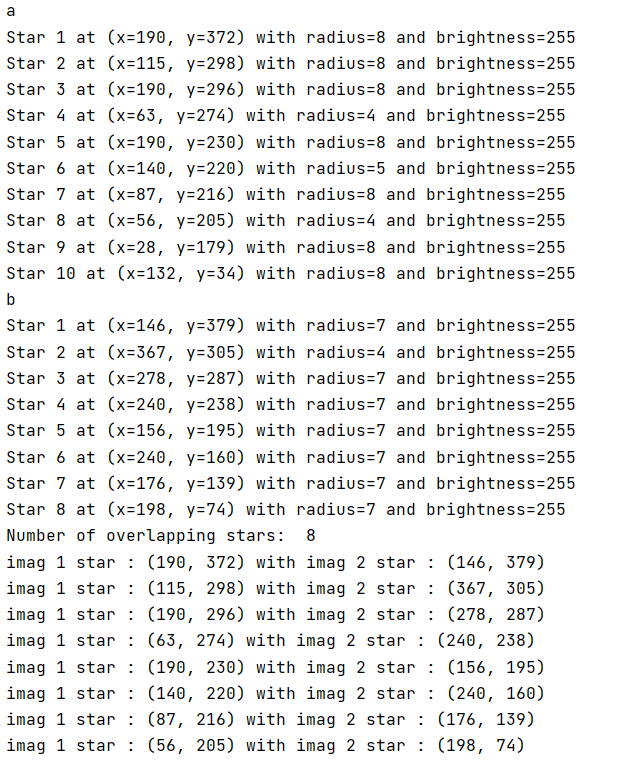 a
Star 1 at (x=190, y=372) with radius=8 and brightness=255
Star 2 at (x=115, y=298) with radius=8 and brightness=255
Star 3 at (x=190, y=296) with radius=8 and brightness=255
Star 4 at (x=63, y=274) with radius=4 and brightness=255
Star 5 at (x=190, y=230) with radius=8 and brightness=255
Star 6 at (x=140, y=220) with radius=5 and brightness=255
Star 7 at (x=87, y=216) with radius=8 and brightness=255
Star 8 at (x=56, y=205) with radius=4 and brightness=255
Star 9 at (x=28, y=179) with radius=8 and brightness=255
Star 10 at (x=132, y=34) with radius=8 and brightness=255
b
Star 1 at (x=146, y=379) with radius=7 and brightness=255
Star 2 at (x=367, y=305) with radius=4 and brightness=255
Star 3 at (x=278, y=287) with radius=7 and brightness=255
Star 4 at (x=240, y=238) with radius=7 and brightness=255
Star 5 at (x=156, y=195) with radius=7 and brightness=255
Star 6 at (x=240, y=160) with radius=7 and brightness=255
Star 7 at (x=176, y=139) with radius=7 and brightness=255
Star 8 at (x=198, y=74) with radius=7 and brightness=255
Number of overlapping stars:  8
imag 1 star : (190, 372) with imag 2 star : (146, 379)
imag 1 star : (115, 298) with imag 2 star : (367, 305)
imag 1 star : (190, 296) with imag 2 star : (278, 287)
imag 1 star : (63, 274) with imag 2 star : (240, 238)
imag 1 star : (190, 230) with imag 2 star : (156, 195)
imag 1 star : (140, 220) with imag 2 star : (240, 160)
imag 1 star : (87, 216) with imag 2 star : (176, 139)
imag 1 star : (56, 205) with imag 2 star : (198, 74)